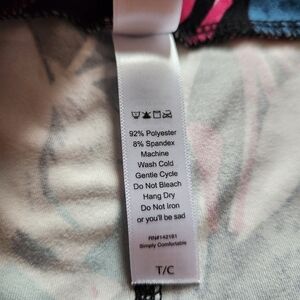 92% Polyester
8% Spandex
Machine
Wash Cold
Gentle Cycle
Do Not Bleach
Hang Dry
Do Not Iron
or you'll be sad
RN#142181
Simply Comfortable
T/C